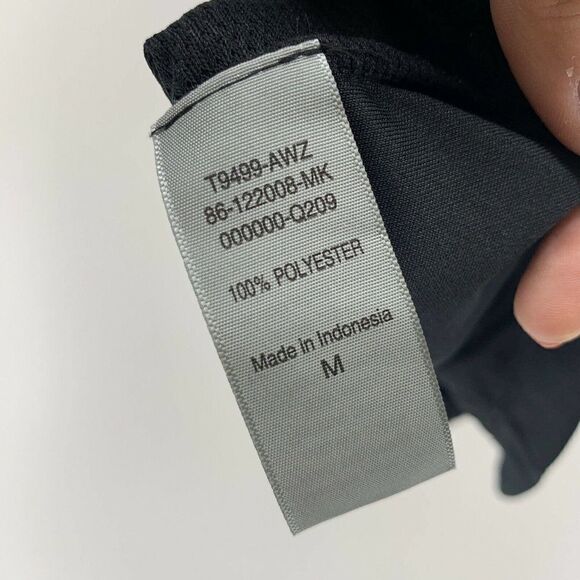 T9499-AWZ
86-122008-MK
000000-Q209
100% POLYESTER
Made in Indonesia
M